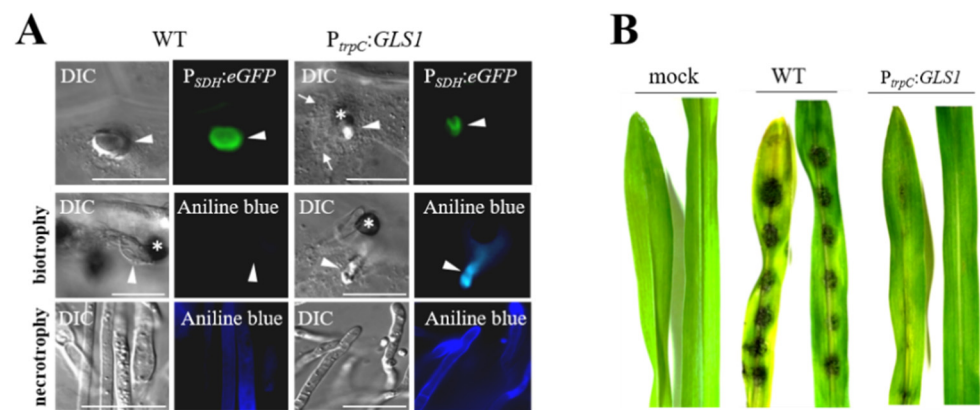 A
WT
PtrpC:GLS1
DIC
PSDH:eGFP
DIC
PSDH:eGFP
*
biotrophy
DIC
Aniline blue
DIC
Aniline blue
*
*
necrotrophy
DIC
Aniline blue
DIC
Aniline blue
B
mock
WT
PtrpC:GLS1